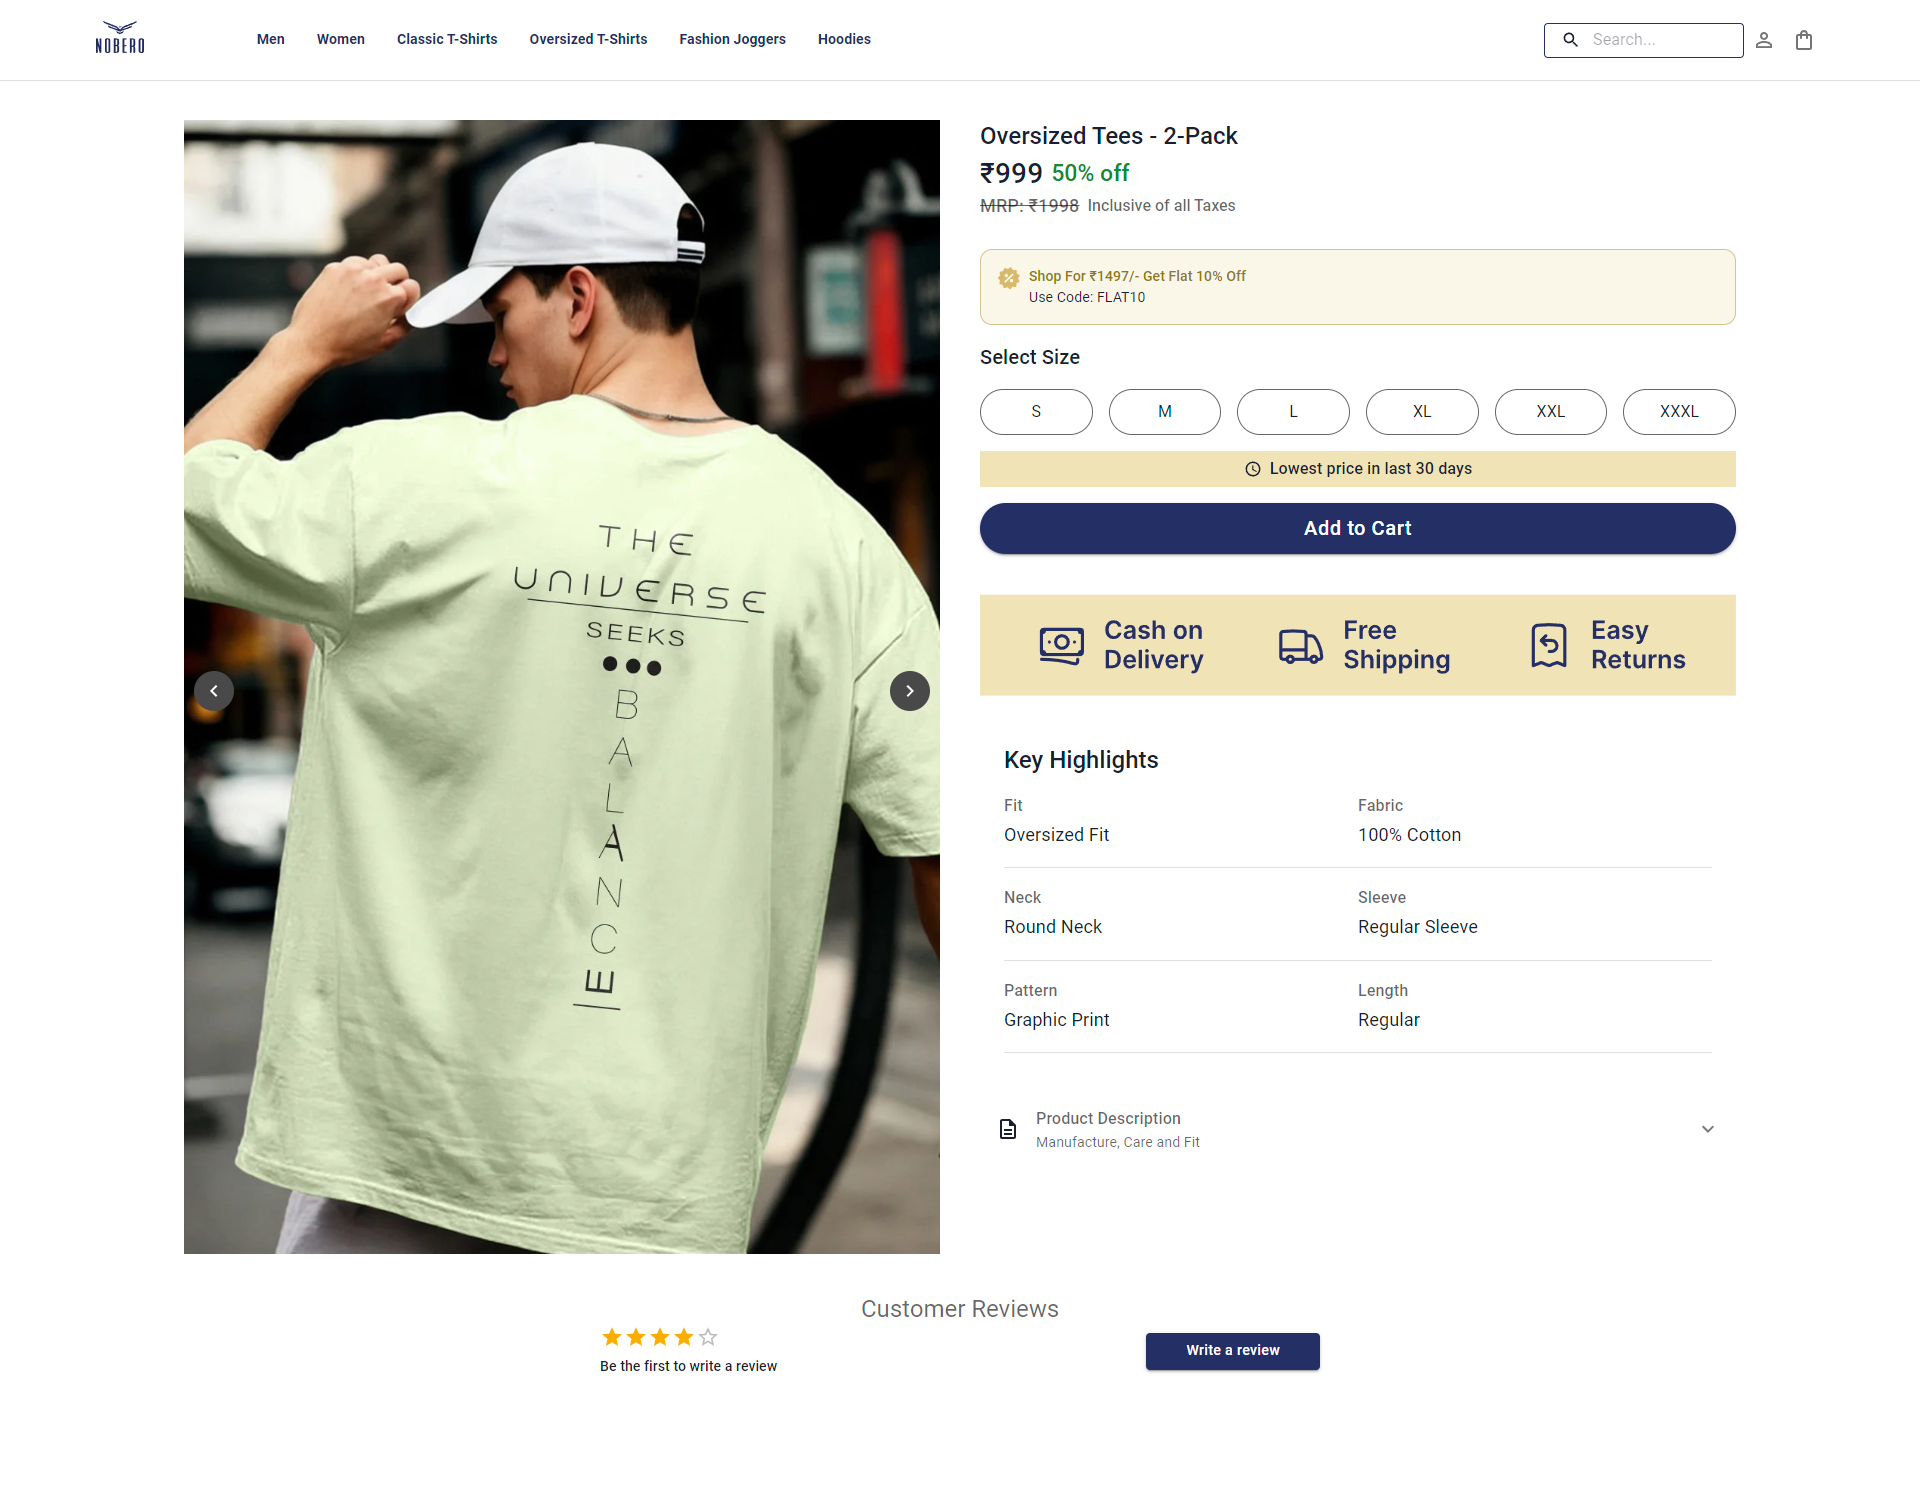 NOBERO
Men Women Classic T-Shirts Oversized T-Shirts Fashion Joggers Hoodies
Search...
THE
UNIVERSE
SEEKS
BALANCE
Oversized Tees - 2-Pack
₹999 50% off
MRP: ₹1998 Inclusive of all Taxes
Shop For ₹1497/- Get Flat 10% Off
Use Code: FLAT10
Select Size
S M L XL XXL XXXL
Lowest price in last 30 days
Add to Cart
Cash on Delivery
Free Shipping
Easy Returns
Key Highlights
Fit Fabric
Oversized Fit 100% Cotton
Neck Sleeve
Round Neck Regular Sleeve
Pattern Length
Graphic Print Regular
Product Description
Manufacture, Care and Fit
Customer Reviews
Be the first to write a review
Write a review